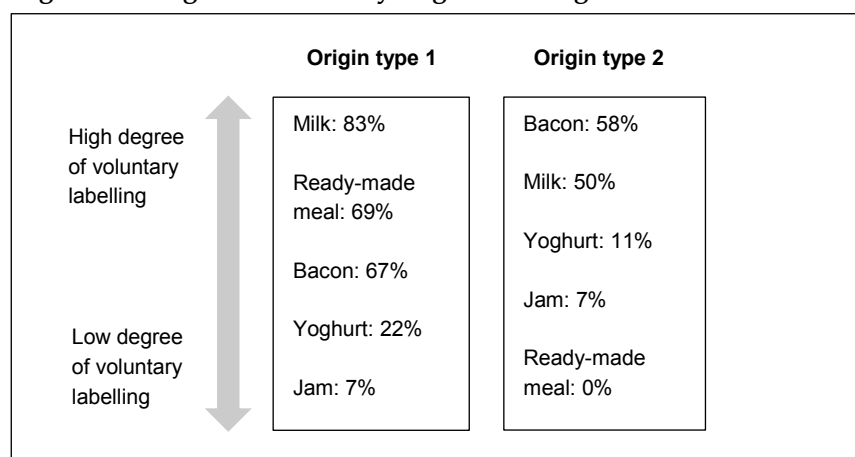 Origin type 1
Origin type 2
High degree
of voluntary
labelling
Low degree
of voluntary
labelling
Milk: 83%
Ready-made
meal: 69%
Bacon: 67%
Yoghurt: 22%
Jam: 7%
Bacon: 58%
Milk: 50%
Yoghurt: 11%
Jam: 7%
Ready-made
meal: 0%